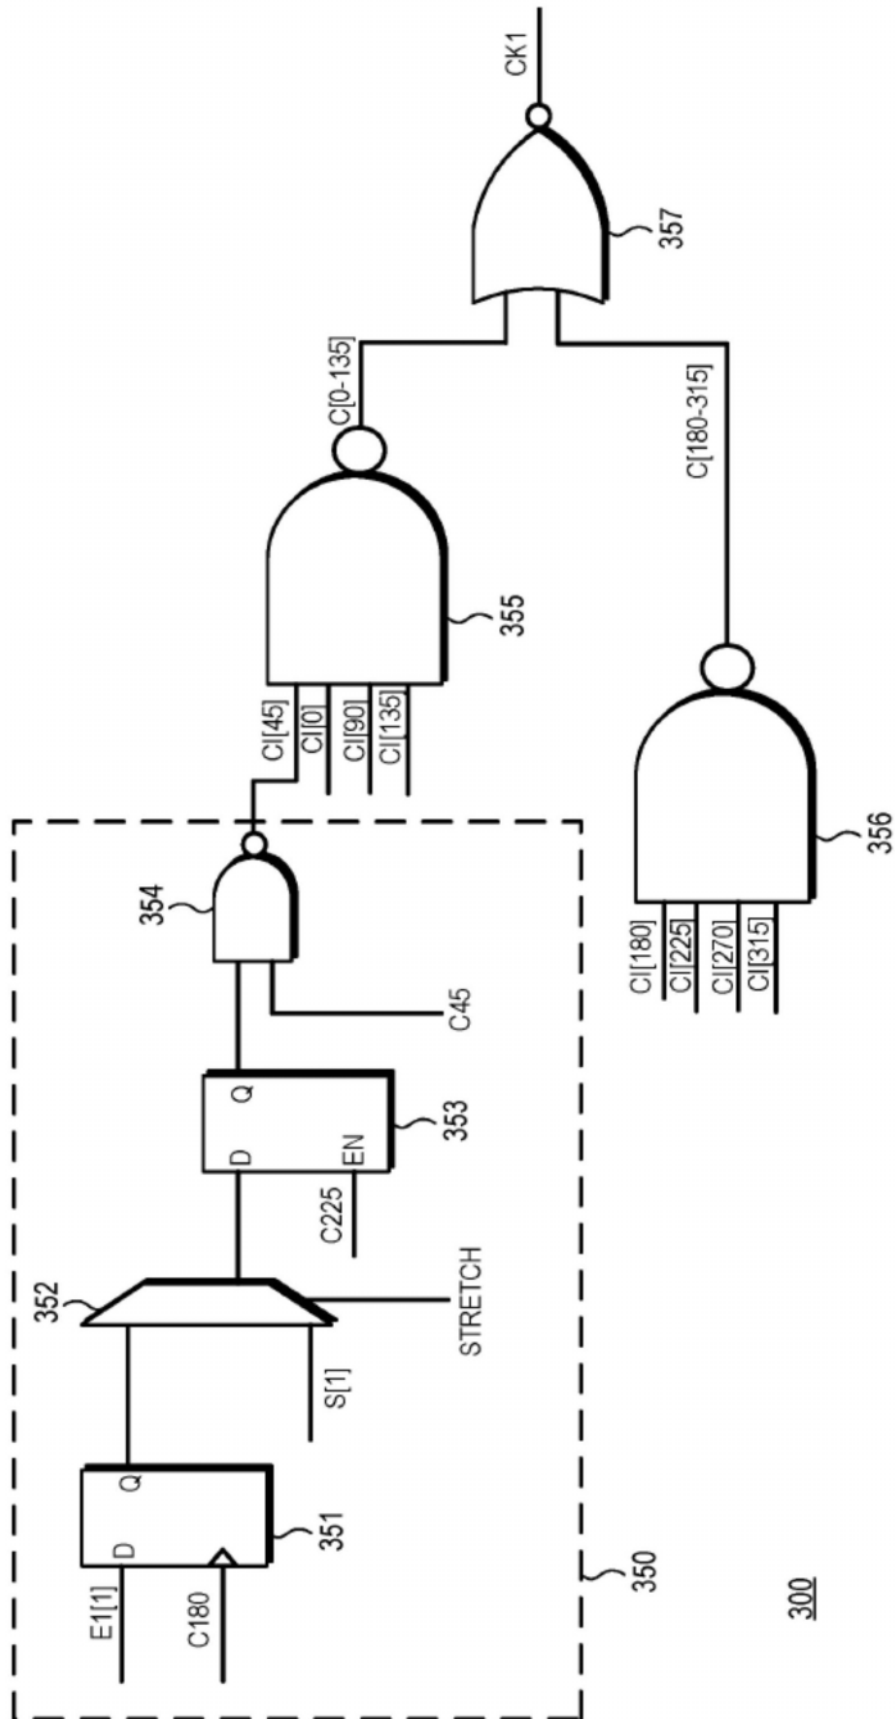 E1[1]
D
Q
C180
351
352
S[1]
STRETCH
D
Q
C225
EN
353
354
C45
350
CI[45]
CI[0]
CI[90]
CI[135]
355
C[0-135]
CI[180]
CI[225]
CI[270]
CI[315]
356
C[180-315]
357
CK1
300